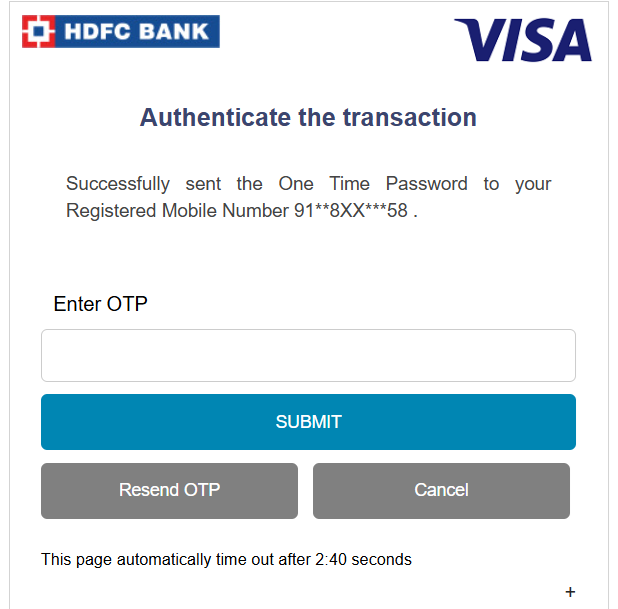 HDFC BANK
VISA
Authenticate the transaction
Successfully sent the One Time Password to your
Registered Mobile Number 91**8XX***58 .
Enter OTP
SUBMIT
Resend OTP
Cancel
This page automatically time out after 2:40 seconds
+